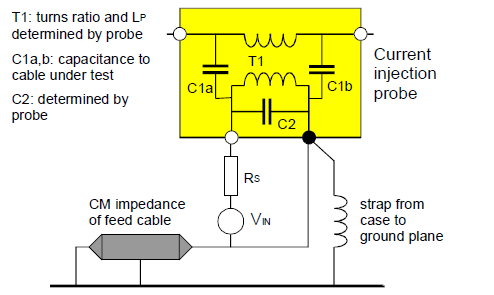 T1: turns ratio and LP
determined by probe
C1a,b: capacitance to
cable under test
C2: determined by
probe
T1
C1a
C1b
C2
Current
injection
probe
RS
VIN
CM impedance
of feed cable
strap from
case to
ground plane